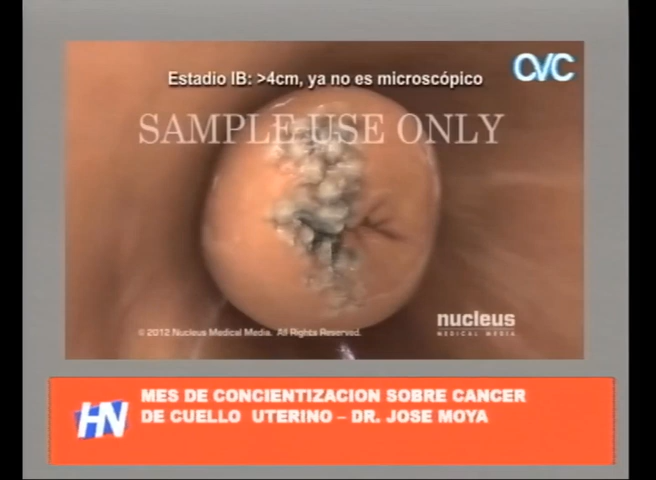 Estadio IB: >4cm, ya no es microscópico
CVC
SAMPLE USE ONLY
© 2012 Nucleus Medical Media. All Rights Reserved.
nucleus
MEDICAL MEDIA
HN
MES DE CONCIENTIZACION SOBRE CANCER
DE CUELLO UTERINO – DR. JOSE MOYA